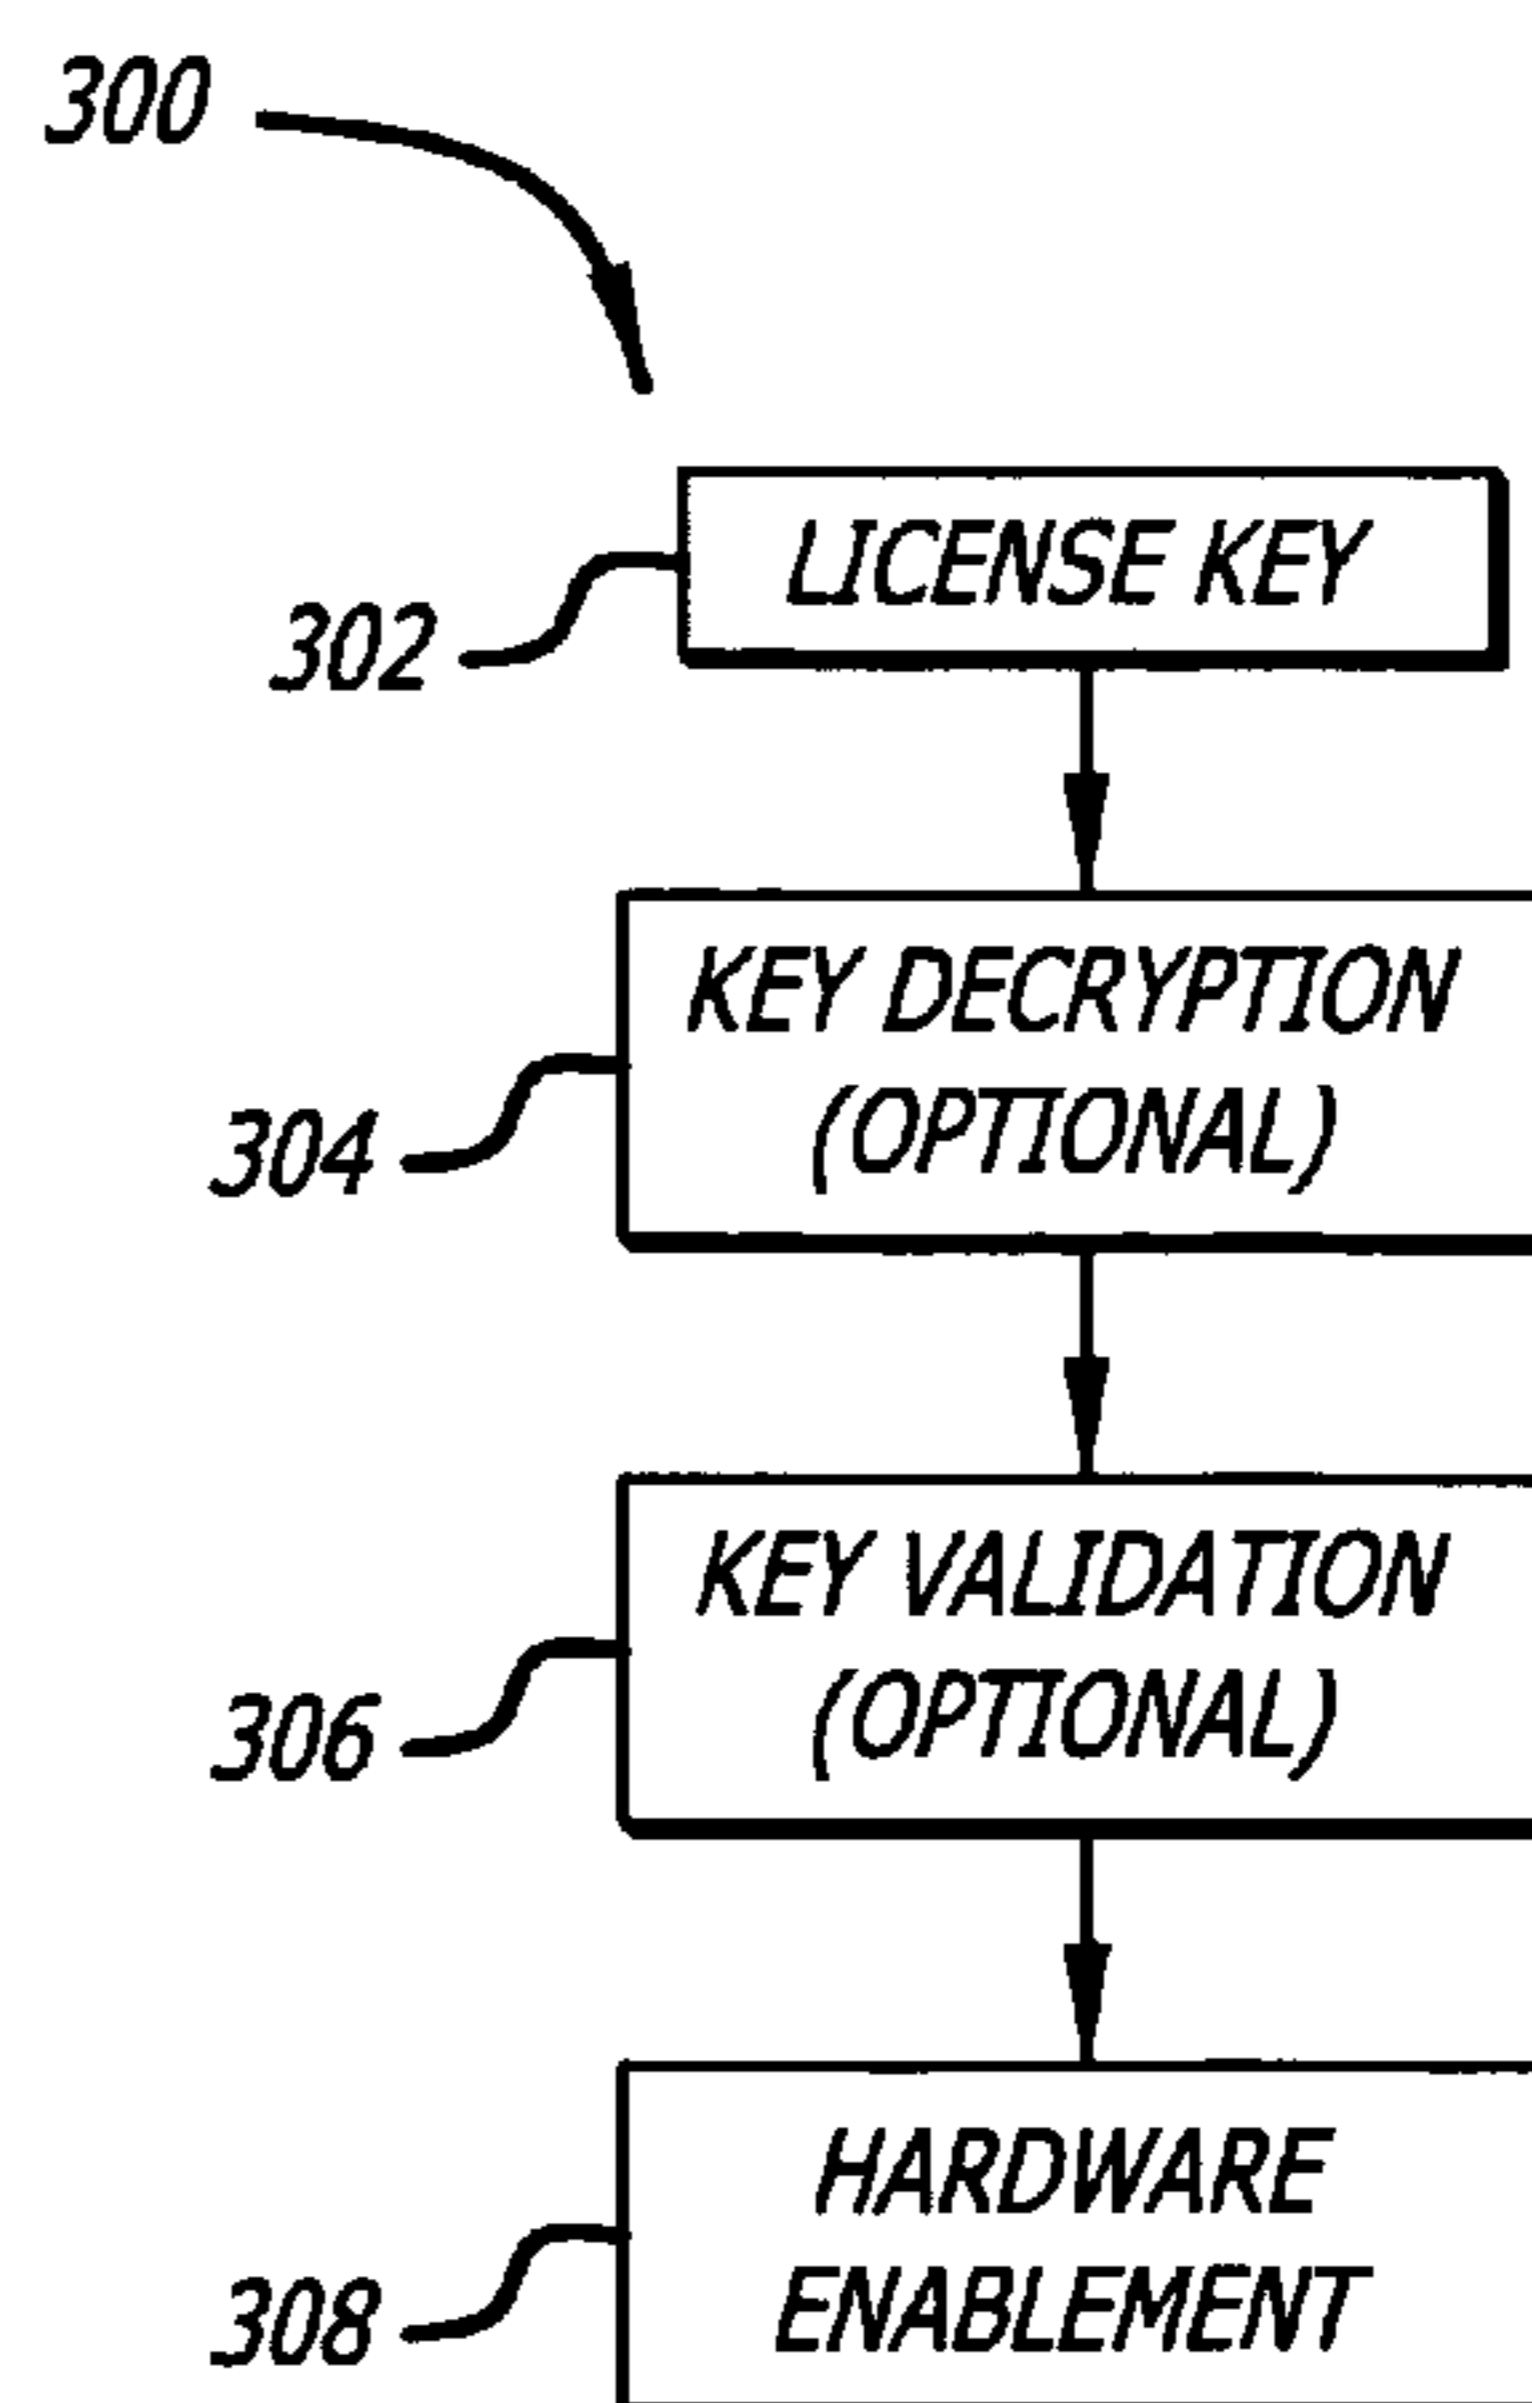 300
LICENSE KEY
302
KEY DECRYPTION
(OPTIONAL)
304
KEY VALIDATION
(OPTIONAL)
306
HARDWARE
ENABLEMENT
308